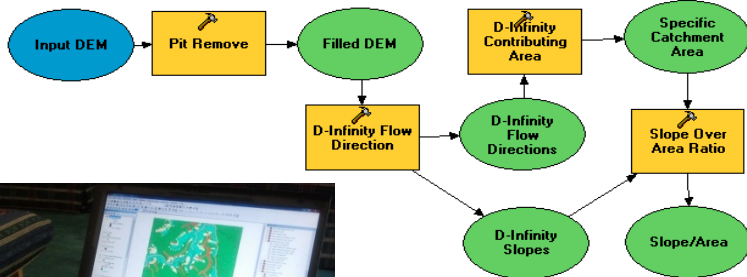 Input DEM
Pit Remove
Filled DEM
D-Infinity
Contributing
Area
Specific
Catchment
Area
D-Infinity Flow
Direction
D-Infinity
Flow
Directions
Slope Over
Area Ratio
D-Infinity
Slopes
Slope/Area